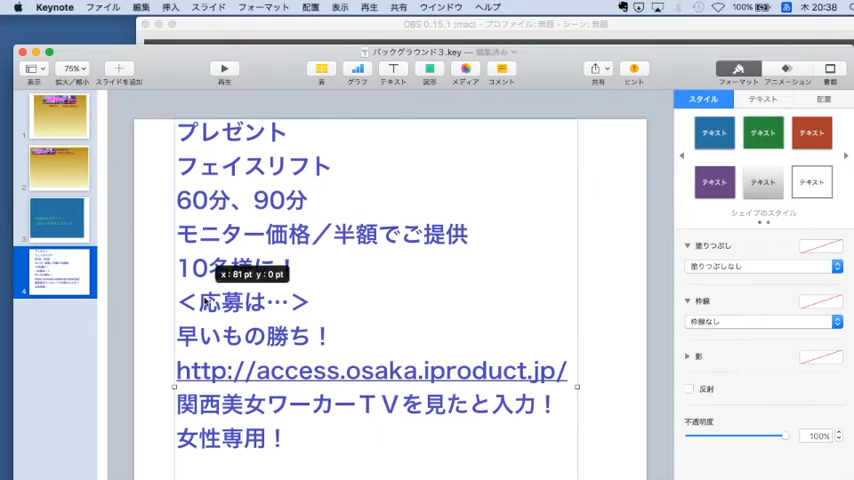 Keynote ファイル 編集 挿入 スライド フォーマット 配置 表示 再生 共有 ウインドウ ヘルプ 100% あ 木 20:38
OBS 0.15.1 (mac) - プロファイル: 無題 - シーン: 無題
バックグラウンド３.key — 編集済み
75%
表示 拡大/縮小 スライドを追加 再生 表 グラフ テキスト 図形 メディア コメント 共有 ヒント フォーマット アニメーション 書類
スタイル テキスト 配置
1
2
3
4
プレゼント
フェイスリフト
60分、90分
モニター価格／半額でご提供
10名様に！
x : 81 pt y : 0 pt
＜応募は…＞
早いもの勝ち！
http://access.osaka.iproduct.jp/
関西美女ワーカーＴＶを見たと入力！
女性専用！
テキスト テキスト テキスト
テキスト テキスト テキスト
シェイプのスタイル
塗りつぶし
塗りつぶしなし
枠線
枠線なし
影
反射
不透明度
100%